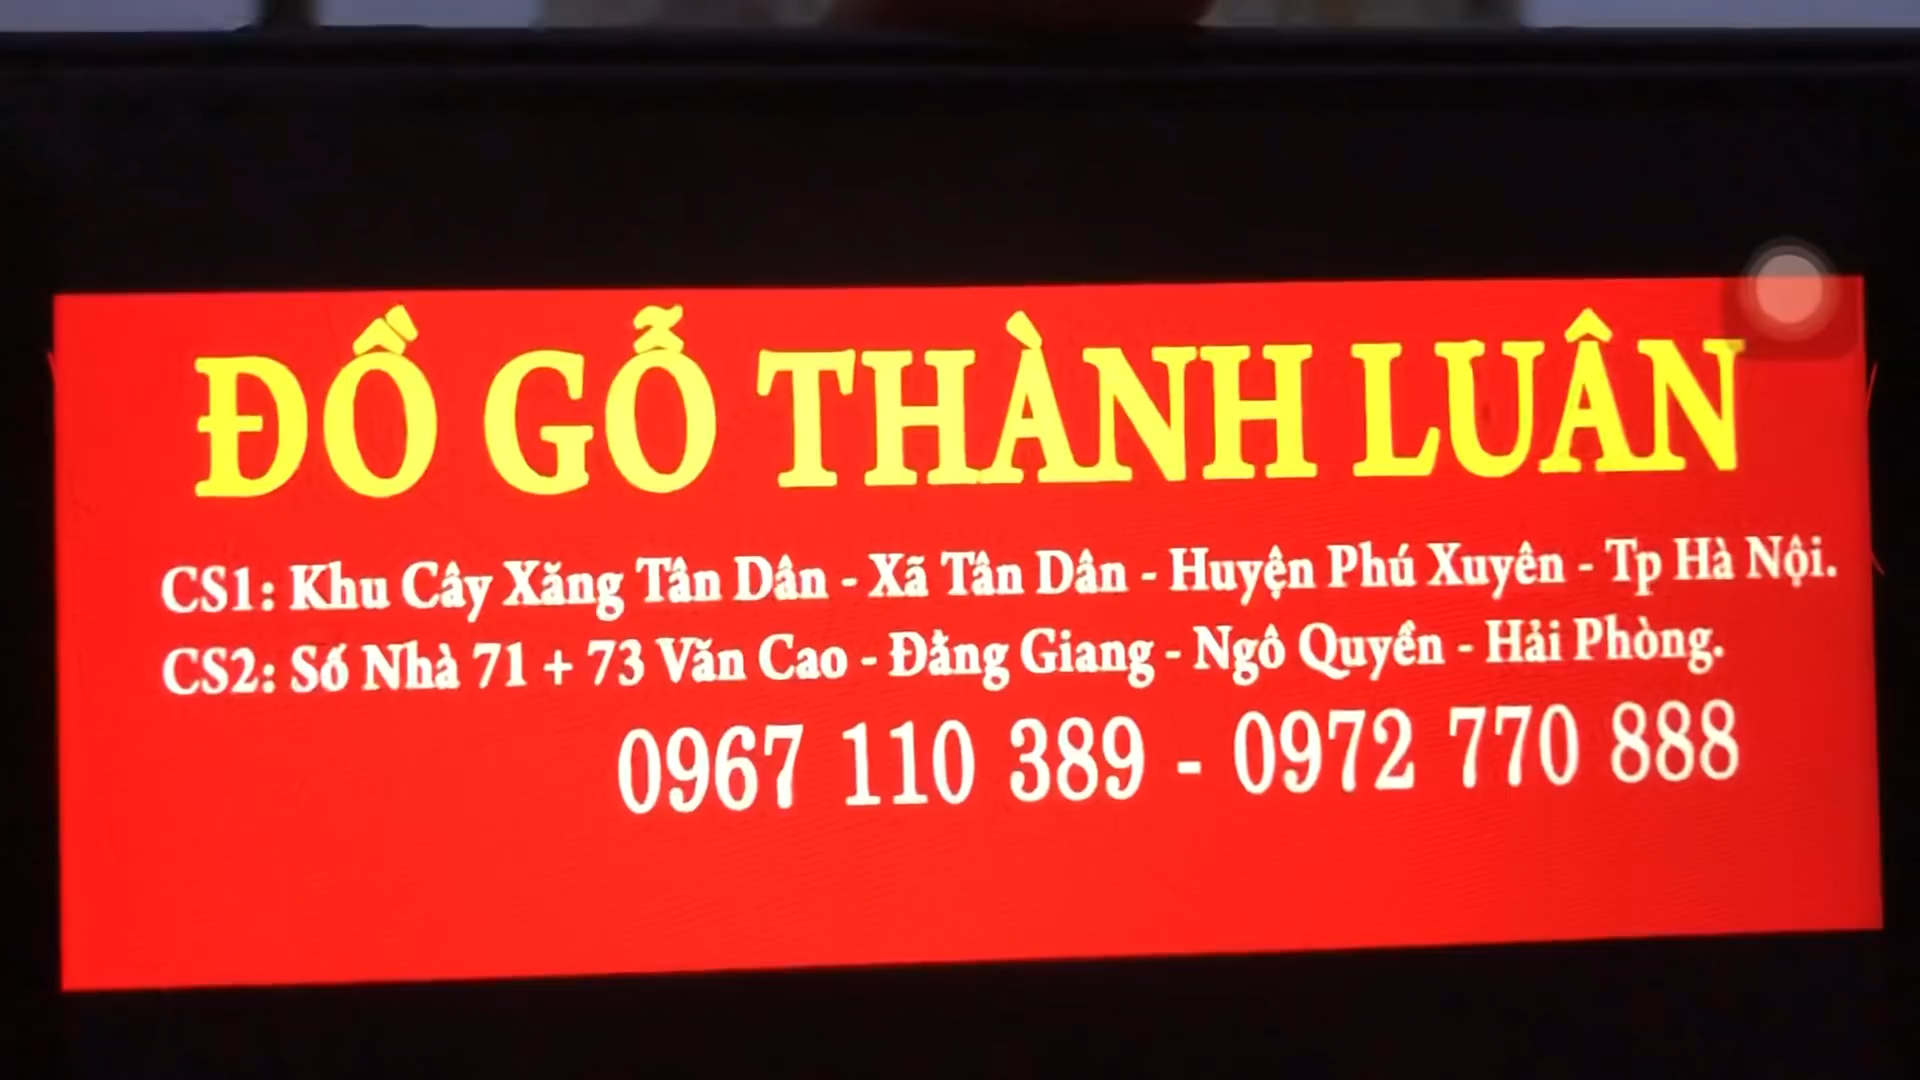 ĐỒ GỖ THÀNH LUÂN
CS1: Khu Cây Xăng Tân Dân - Xã Tân Dân - Huyện Phú Xuyên - Tp Hà Nội.
CS2: Số Nhà 71 + 73 Văn Cao - Đằng Giang - Ngô Quyền - Hải Phòng.
0967 110 389 - 0972 770 888